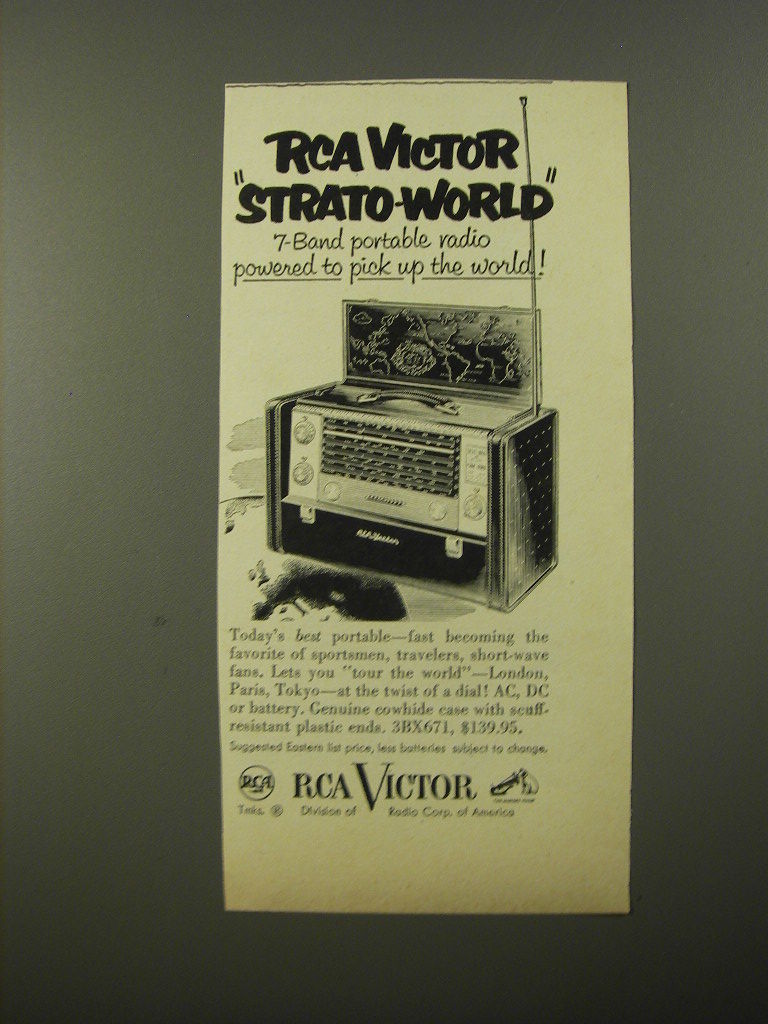 RCA VICTOR
"STRATO-WORLD"
7-Band portable radio
powered to pick up the world!
RCA Victor
Today's best portable—fast becoming the
favorite of sportsmen, travelers, short-wave
fans. Lets you "tour the world"—London,
Paris, Tokyo—at the twist of a dial! AC, DC
or battery. Genuine cowhide case with scuff-
resistant plastic ends. 3BX671, $139.95.
Suggested Eastern list price, less batteries subject to change.
RCA RCA VICTOR
Tmks. ® Division of Radio Corp. of America